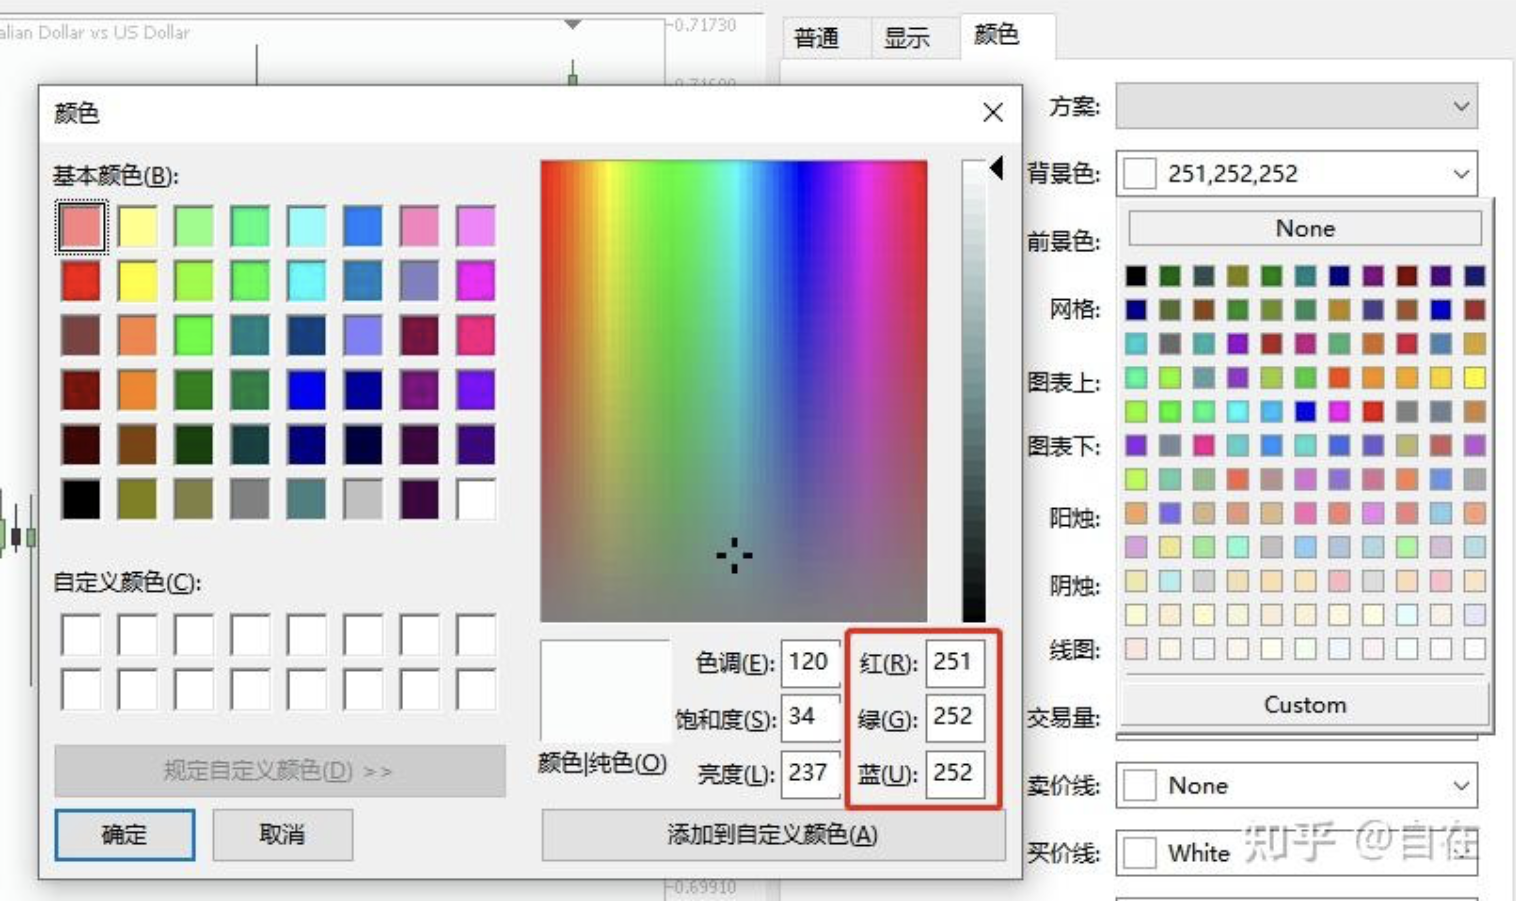 alian Dollar vs US Dollar
0.71730
普通
显示
颜色
颜色
方案:
基本颜色(B):
背景色:
251,252,252
None
前景色:
网格:
图表上:
图表下:
阳烛:
自定义颜色(C):
阴烛:
线图:
色调(E):
120
红(R):
251
饱和度(S):
34
绿(G):
252
Custom
交易量:
颜色|纯色(O)
亮度(L):
237
蓝(U):
252
规定自定义颜色(D) >>
卖价线:
None
确定
取消
添加到自定义颜色(A)
买价线:
White
知乎 @自在
0.69910